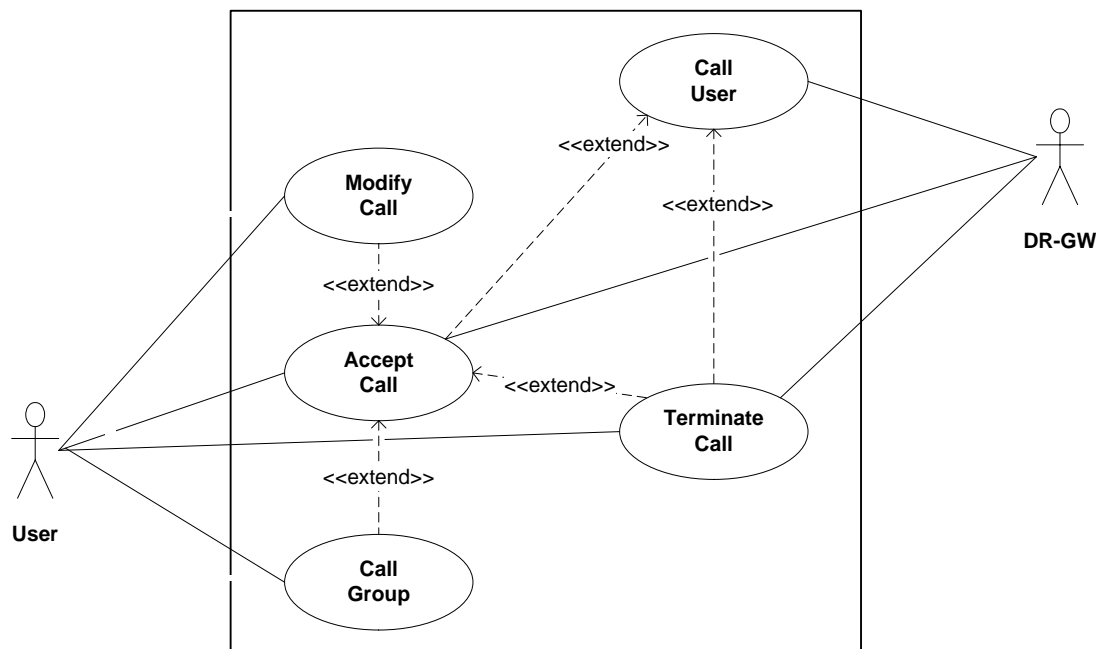 Call
User
<<extend>>
Modify
Call
<<extend>>
DR-GW
<<extend>>
Accept
Call
<<extend>>
Terminate
Call
<<extend>>
User
Call
Group